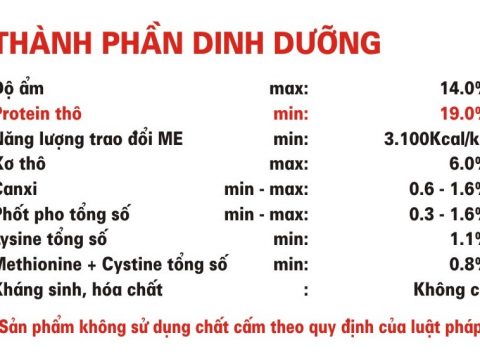 THÀNH PHẦN DINH DƯỠNG
Độ ẩm max: 14.0%
Protein thô min: 19.0%
Năng lượng trao đổi ME min: 3.100Kcal/k
Xơ thô max: 6.0%
Canxi min - max: 0.6 - 1.6%
Phốt pho tổng số min - max: 0.3 - 1.6%
Lysine tổng số min: 1.1%
Methionine + Cystine tổng số min: 0.8%
Kháng sinh, hóa chất : Không c
Sản phẩm không sử dụng chất cấm theo quy định của luật pháp